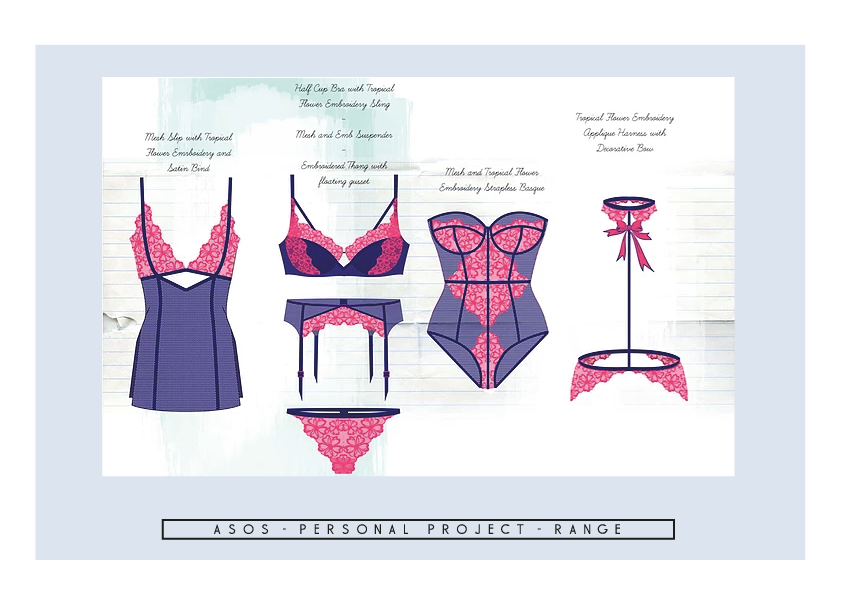 Mesh Slip with Tropical
Flower Emrboidery and
Satin Bind
Half Cup Bra with Tropical
Flower Embroidery Sling
-
Mesh and Emb Suspender
-
Embroidered Thong with
floating gusset
Mesh and Tropical Flower
Embroidery Strapless Basque
Tropical Flower Embroidery
Applique Harness with
Decorative Bow
ASOS - PERSONAL PROJECT - RANGE